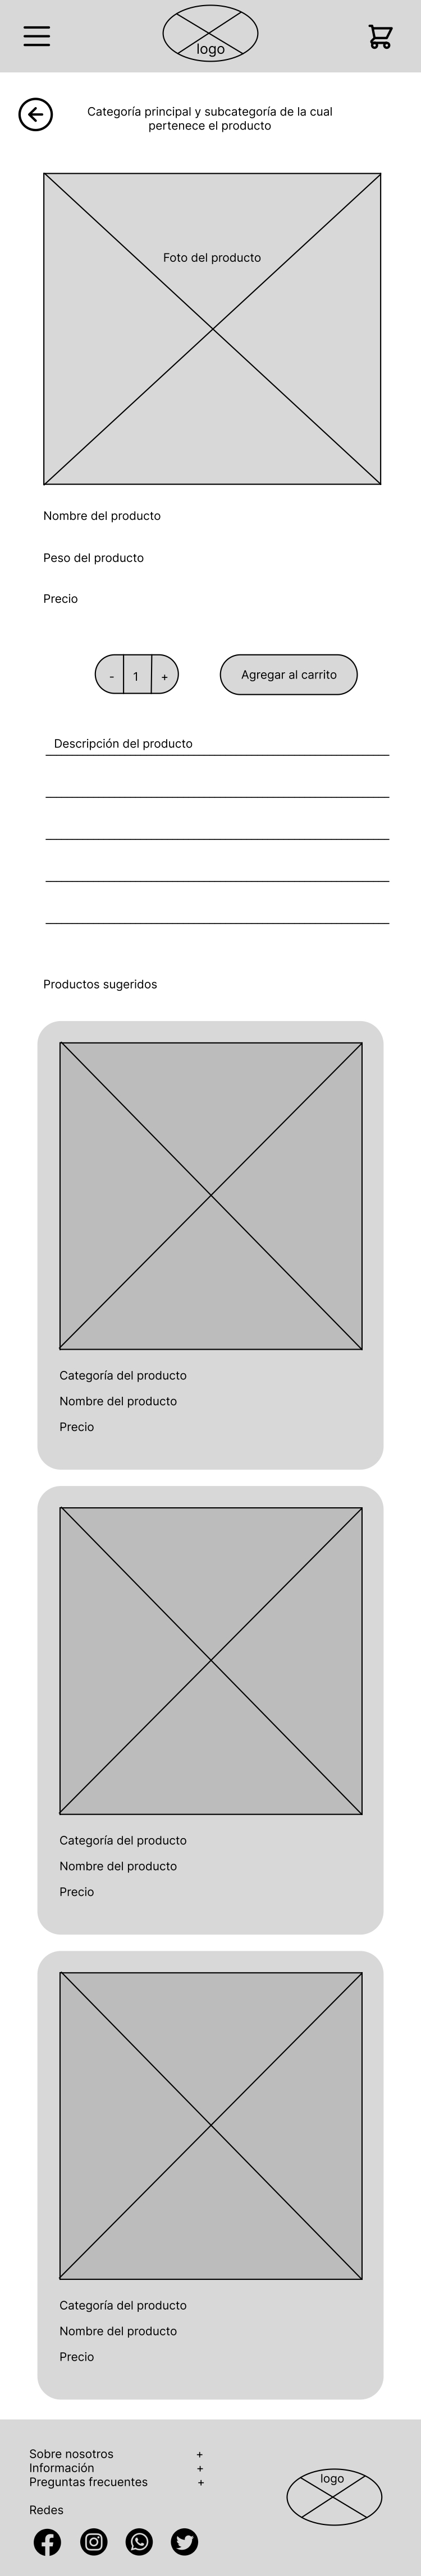 logo
Categoría principal y subcategoría de la cual
pertenece el producto
Foto del producto
Nombre del producto
Peso del producto
Precio
- 1 +
Agregar al carrito
Descripción del producto
Productos sugeridos
Categoría del producto
Nombre del producto
Precio
Categoría del producto
Nombre del producto
Precio
Categoría del producto
Nombre del producto
Precio
Sobre nosotros +
Información +
Preguntas frecuentes +
logo
Redes